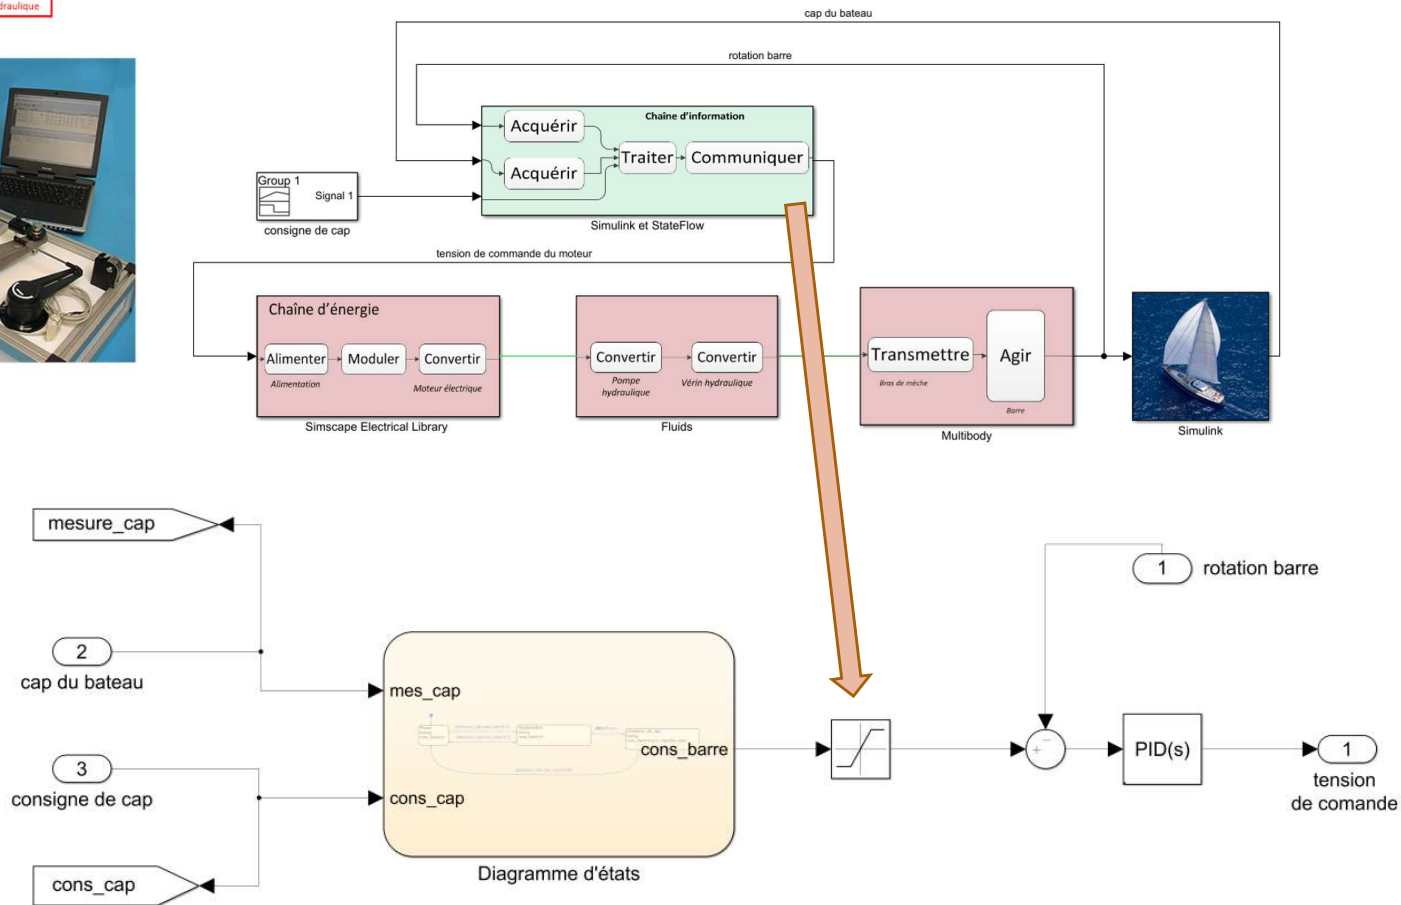 draulique
cap du bateau
rotation barre
Chaîne d'information
Acquérir
Acquérir
Traiter
Communiquer
Group 1
Signal 1
consigne de cap
Simulink et StateFlow
tension de commande du moteur
Chaîne d'énergie
Alimenter
Moduler
Convertir
Alimentation
Moteur électrique
Simscape Electrical Library
Convertir
Convertir
Pompe
hydraulique
Vérin hydraulique
Fluids
Transmettre
Agir
Bras de mèche
Barre
Multibody
Simulink
mesure_cap
1
rotation barre
2
cap du bateau
mes_cap
cons_barre
3
consigne de cap
cons_cap
Diagramme d'états
cons_cap
+
−
PID(s)
1
tension
de comande